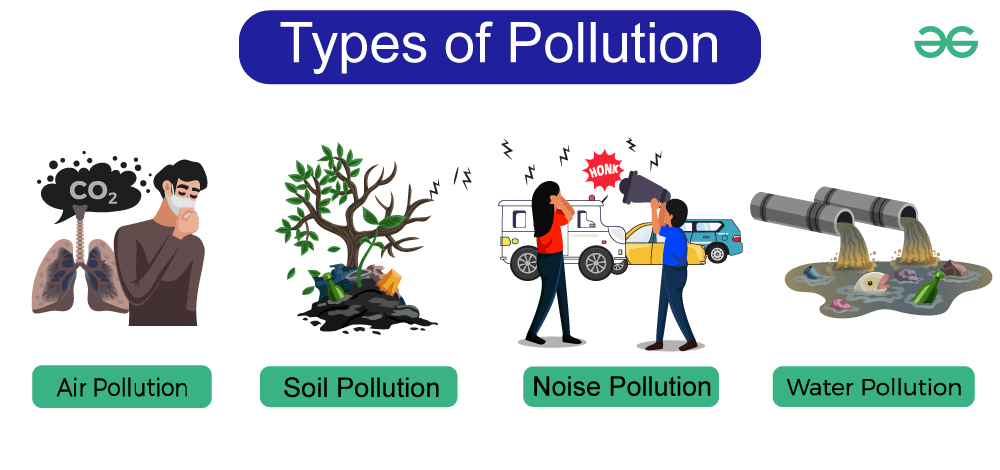 Types of Pollution
CO2
HONK
Air Pollution
Soil Pollution
Noise Pollution
Water Pollution